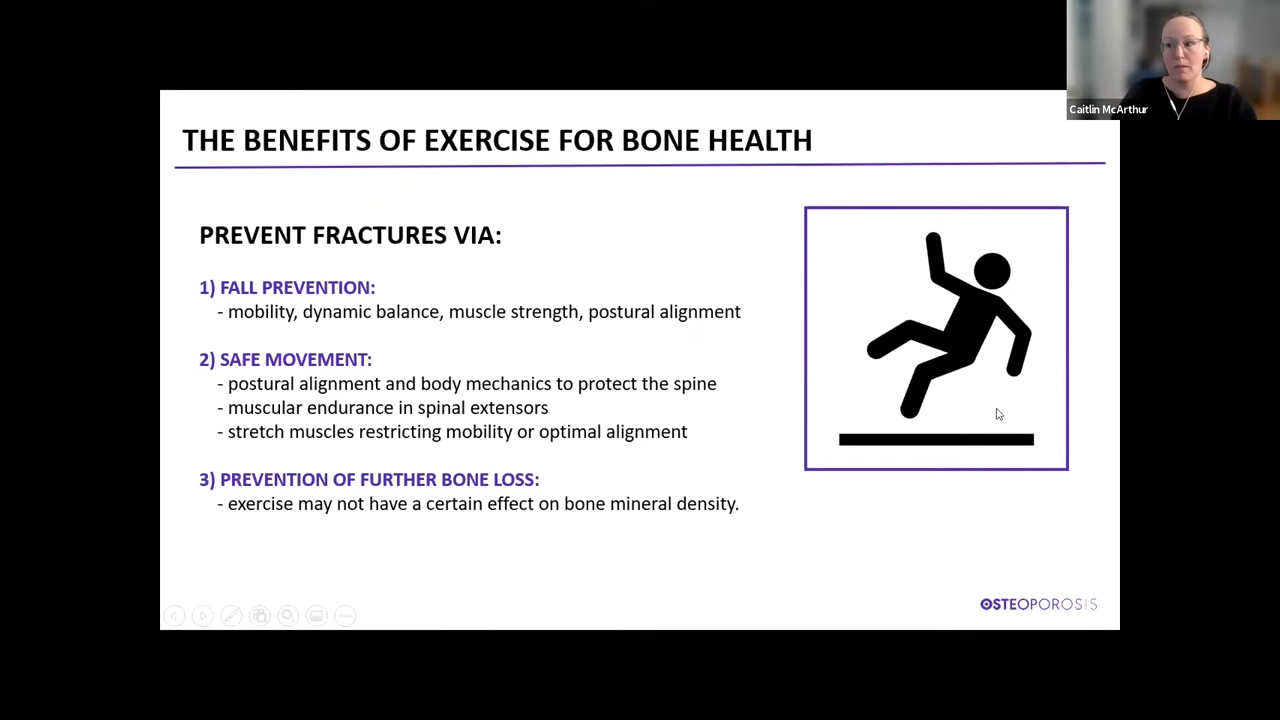 Caitlin McArthur
THE BENEFITS OF EXERCISE FOR BONE HEALTH
PREVENT FRACTURES VIA:
1) FALL PREVENTION:
- mobility, dynamic balance, muscle strength, postural alignment
2) SAFE MOVEMENT:
- postural alignment and body mechanics to protect the spine
- muscular endurance in spinal extensors
- stretch muscles restricting mobility or optimal alignment
3) PREVENTION OF FURTHER BONE LOSS:
- exercise may not have a certain effect on bone mineral density.
OSTEOPOROSIS